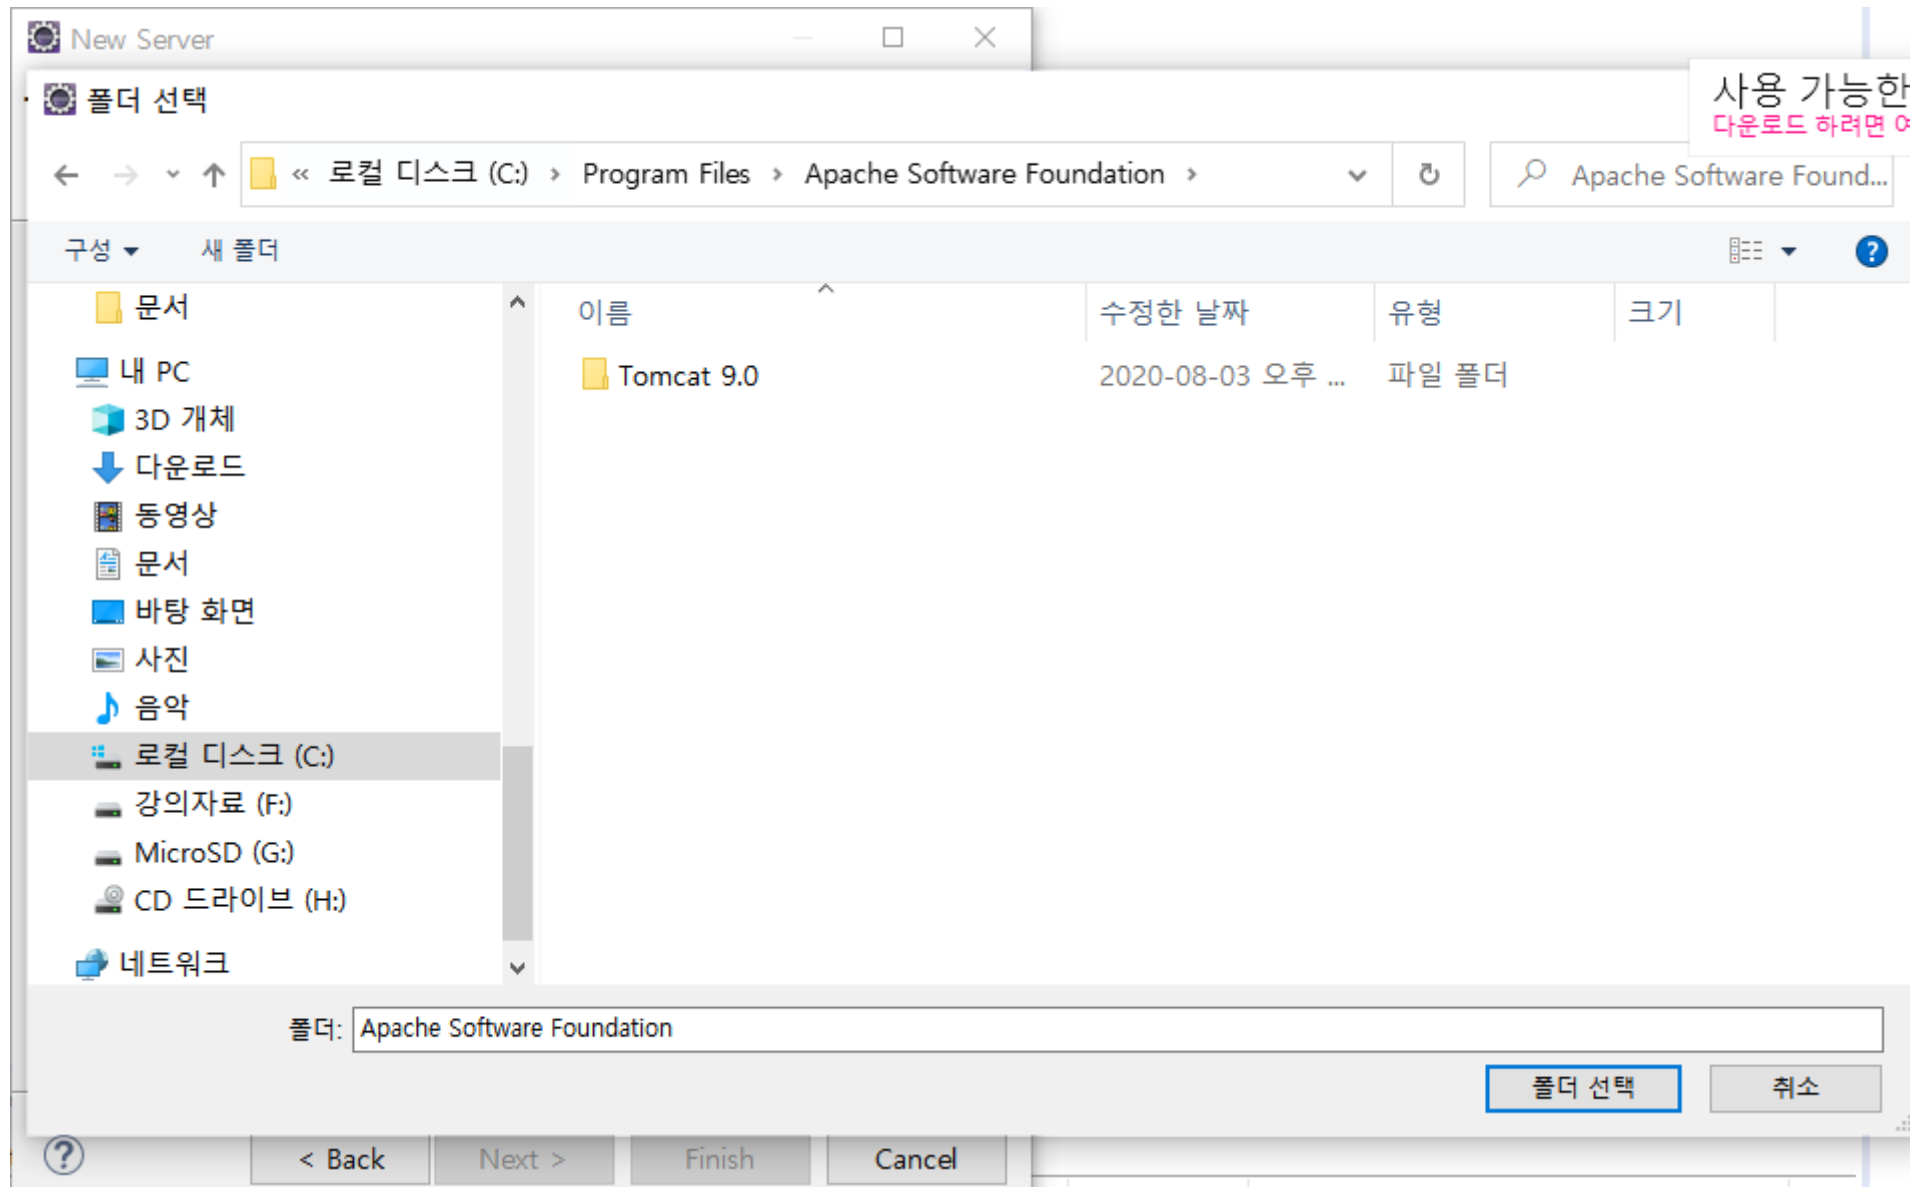 New Server
폴더 선택
사용 가능한
다운로드 하려면
« 로컬 디스크 (C:) › Program Files › Apache Software Foundation ›
Apache Software Found...
구성
새 폴더
문서
내 PC
3D 개체
다운로드
동영상
문서
바탕 화면
사진
음악
로컬 디스크 (C:)
강의자료 (F:)
MicroSD (G:)
CD 드라이브 (H:)
네트워크
이름 수정한 날짜 유형 크기
Tomcat 9.0 2020-08-03 오후 ... 파일 폴더
폴더: Apache Software Foundation
폴더 선택 취소
< Back Next > Finish Cancel